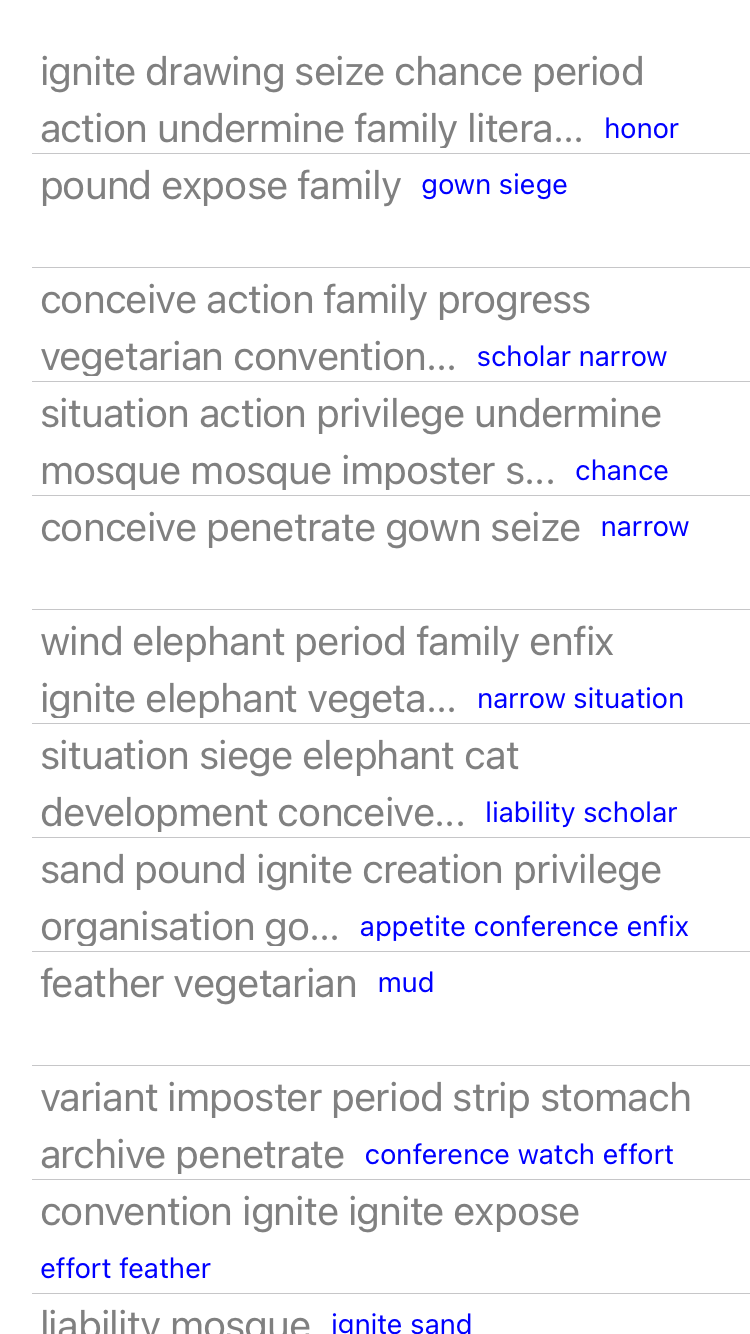 ignite drawing seize chance period
action undermine family litera... honor
pound expose family gown siege
conceive action family progress
vegetarian convention... scholar narrow
situation action privilege undermine
mosque mosque imposter s... chance
conceive penetrate gown seize narrow
wind elephant period family enfix
ignite elephant vegeta... narrow situation
situation siege elephant cat
development conceive... liability scholar
sand pound ignite creation privilege
organisation go... appetite conference enfix
feather vegetarian mud
variant imposter period strip stomach
archive penetrate conference watch effort
convention ignite ignite expose
effort feather
liability mosque ignite sand